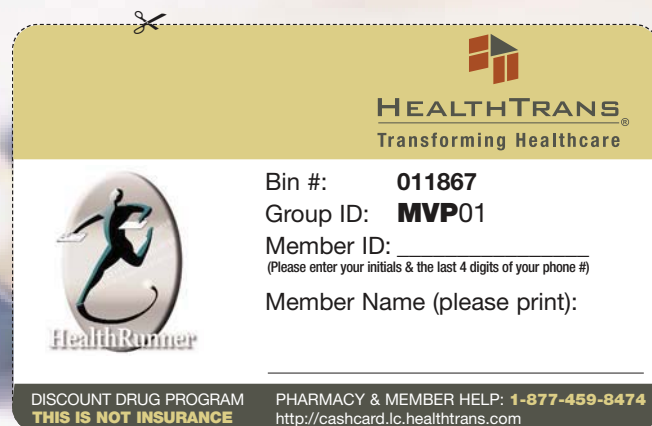 HEALTHTRANS®
Transforming Healthcare
HealthRunner
Bin #: 011867
Group ID: MVP01
Member ID: ________________
(Please enter your initials & the last 4 digits of your phone #)
Member Name (please print):
DISCOUNT DRUG PROGRAM
THIS IS NOT INSURANCE
PHARMACY & MEMBER HELP: 1-877-459-8474
http://cashcard.lc.healthtrans.com